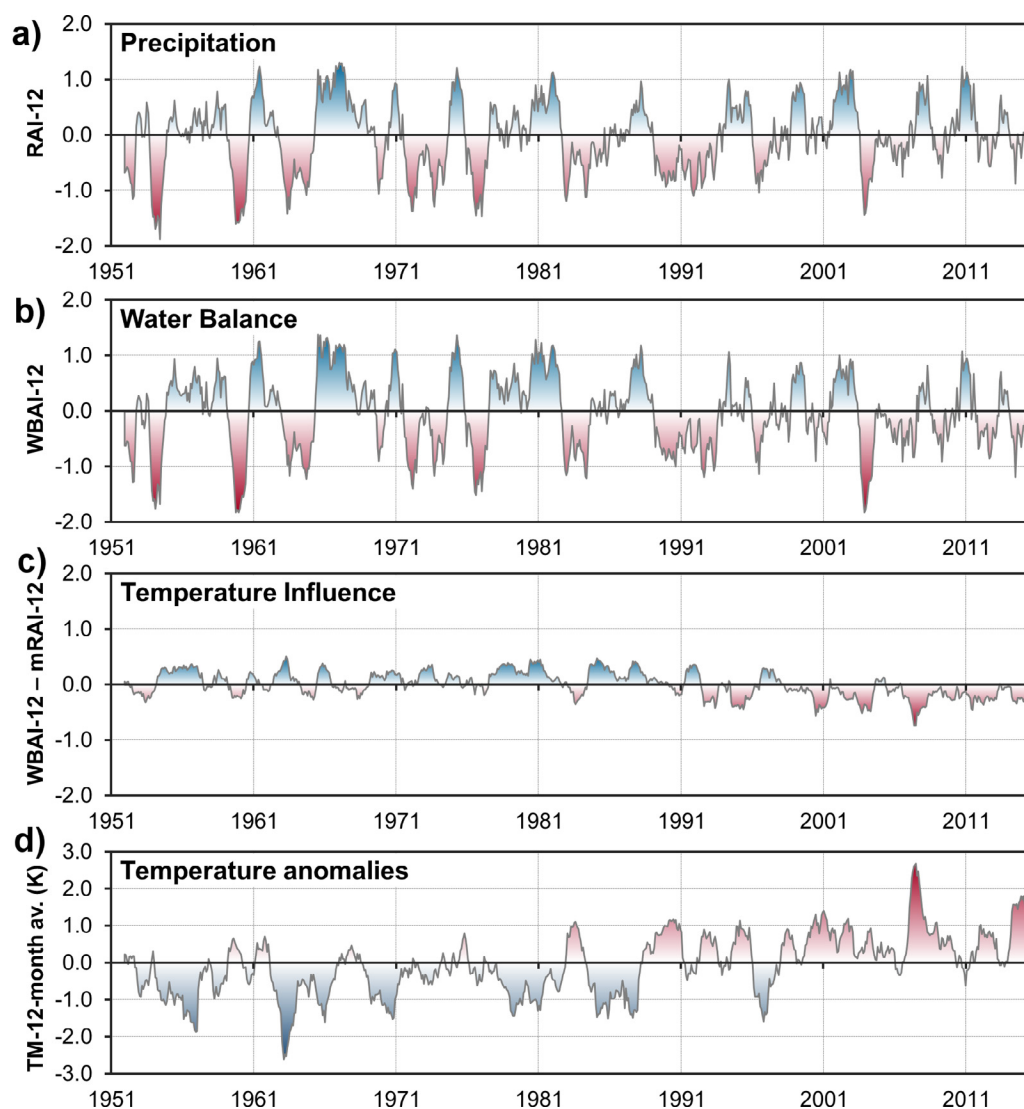 a)
Precipitation
RAI-12
2.0
1.0
0.0
-1.0
-2.0
1951 1961 1971 1981 1991 2001 2011
b)
Water Balance
WBAI-12
2.0
1.0
0.0
-1.0
-2.0
1951 1961 1971 1981 1991 2001 2011
c)
Temperature Influence
WBAI-12 – mRAI-12
2.0
1.0
0.0
-1.0
-2.0
1951 1961 1971 1981 1991 2001 2011
d)
Temperature anomalies
TM-12-month av. (K)
3.0
2.0
1.0
0.0
-1.0
-2.0
-3.0
1951 1961 1971 1981 1991 2001 2011